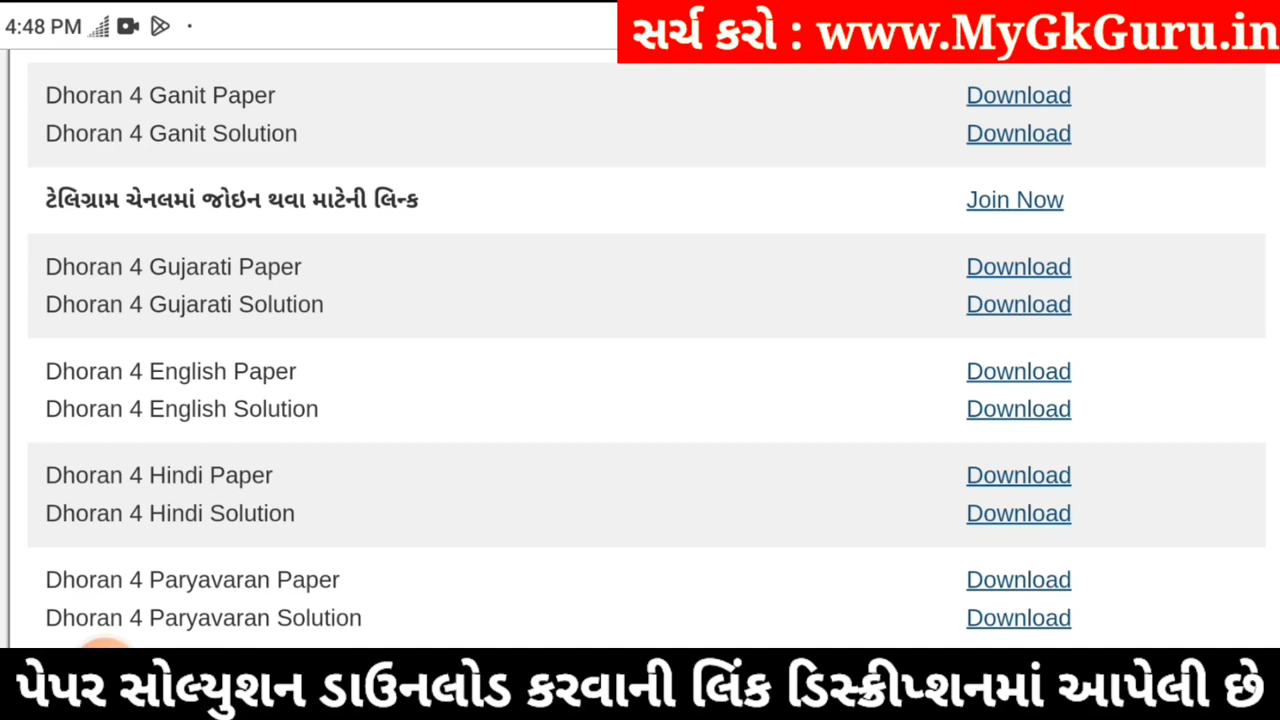 4:48 PM
સર્ચ કરો : www.MyGkGuru.in
Dhoran 4 Ganit Paper Download
Dhoran 4 Ganit Solution Download
ટેલિગ્રામ ચેનલમાં જોઇન થવા માટેની લિન્ક Join Now
Dhoran 4 Gujarati Paper Download
Dhoran 4 Gujarati Solution Download
Dhoran 4 English Paper Download
Dhoran 4 English Solution Download
Dhoran 4 Hindi Paper Download
Dhoran 4 Hindi Solution Download
Dhoran 4 Paryavaran Paper Download
Dhoran 4 Paryavaran Solution Download
પેપર સોલ્યુશન ડાઉનલોડ કરવાની લિંક ડિસ્ક્રીપ્શનમાં આપેલી છે